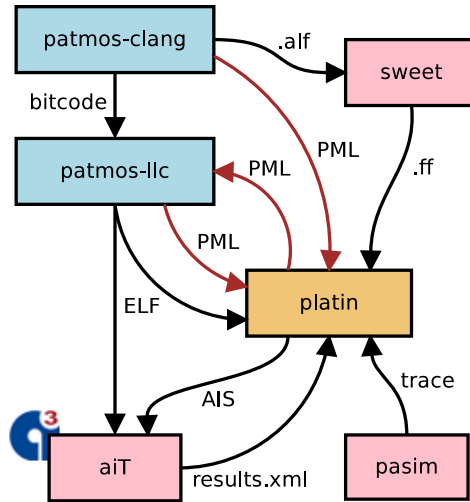 patmos-clang
.alf
sweet
bitcode
patmos-llc
PML
PML
.ff
PML
ELF
platin
AIS
trace
a3
aiT
results.xml
pasim